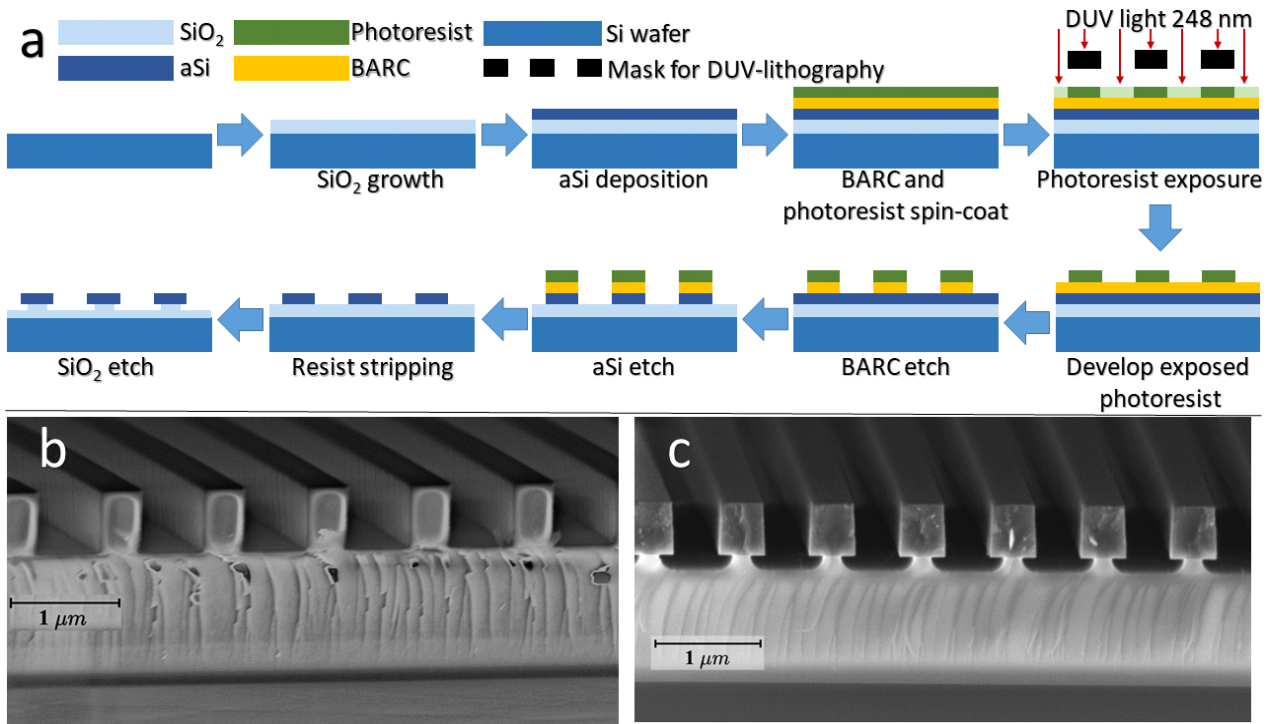 a
SiO2
Photoresist
Si wafer
aSi
BARC
Mask for DUV-lithography
DUV light 248 nm
SiO2 growth
aSi deposition
BARC and
photoresist spin-coat
Photoresist exposure
SiO2 etch
Resist stripping
aSi etch
BARC etch
Develop exposed
photoresist
b
1 μm
c
1 μm